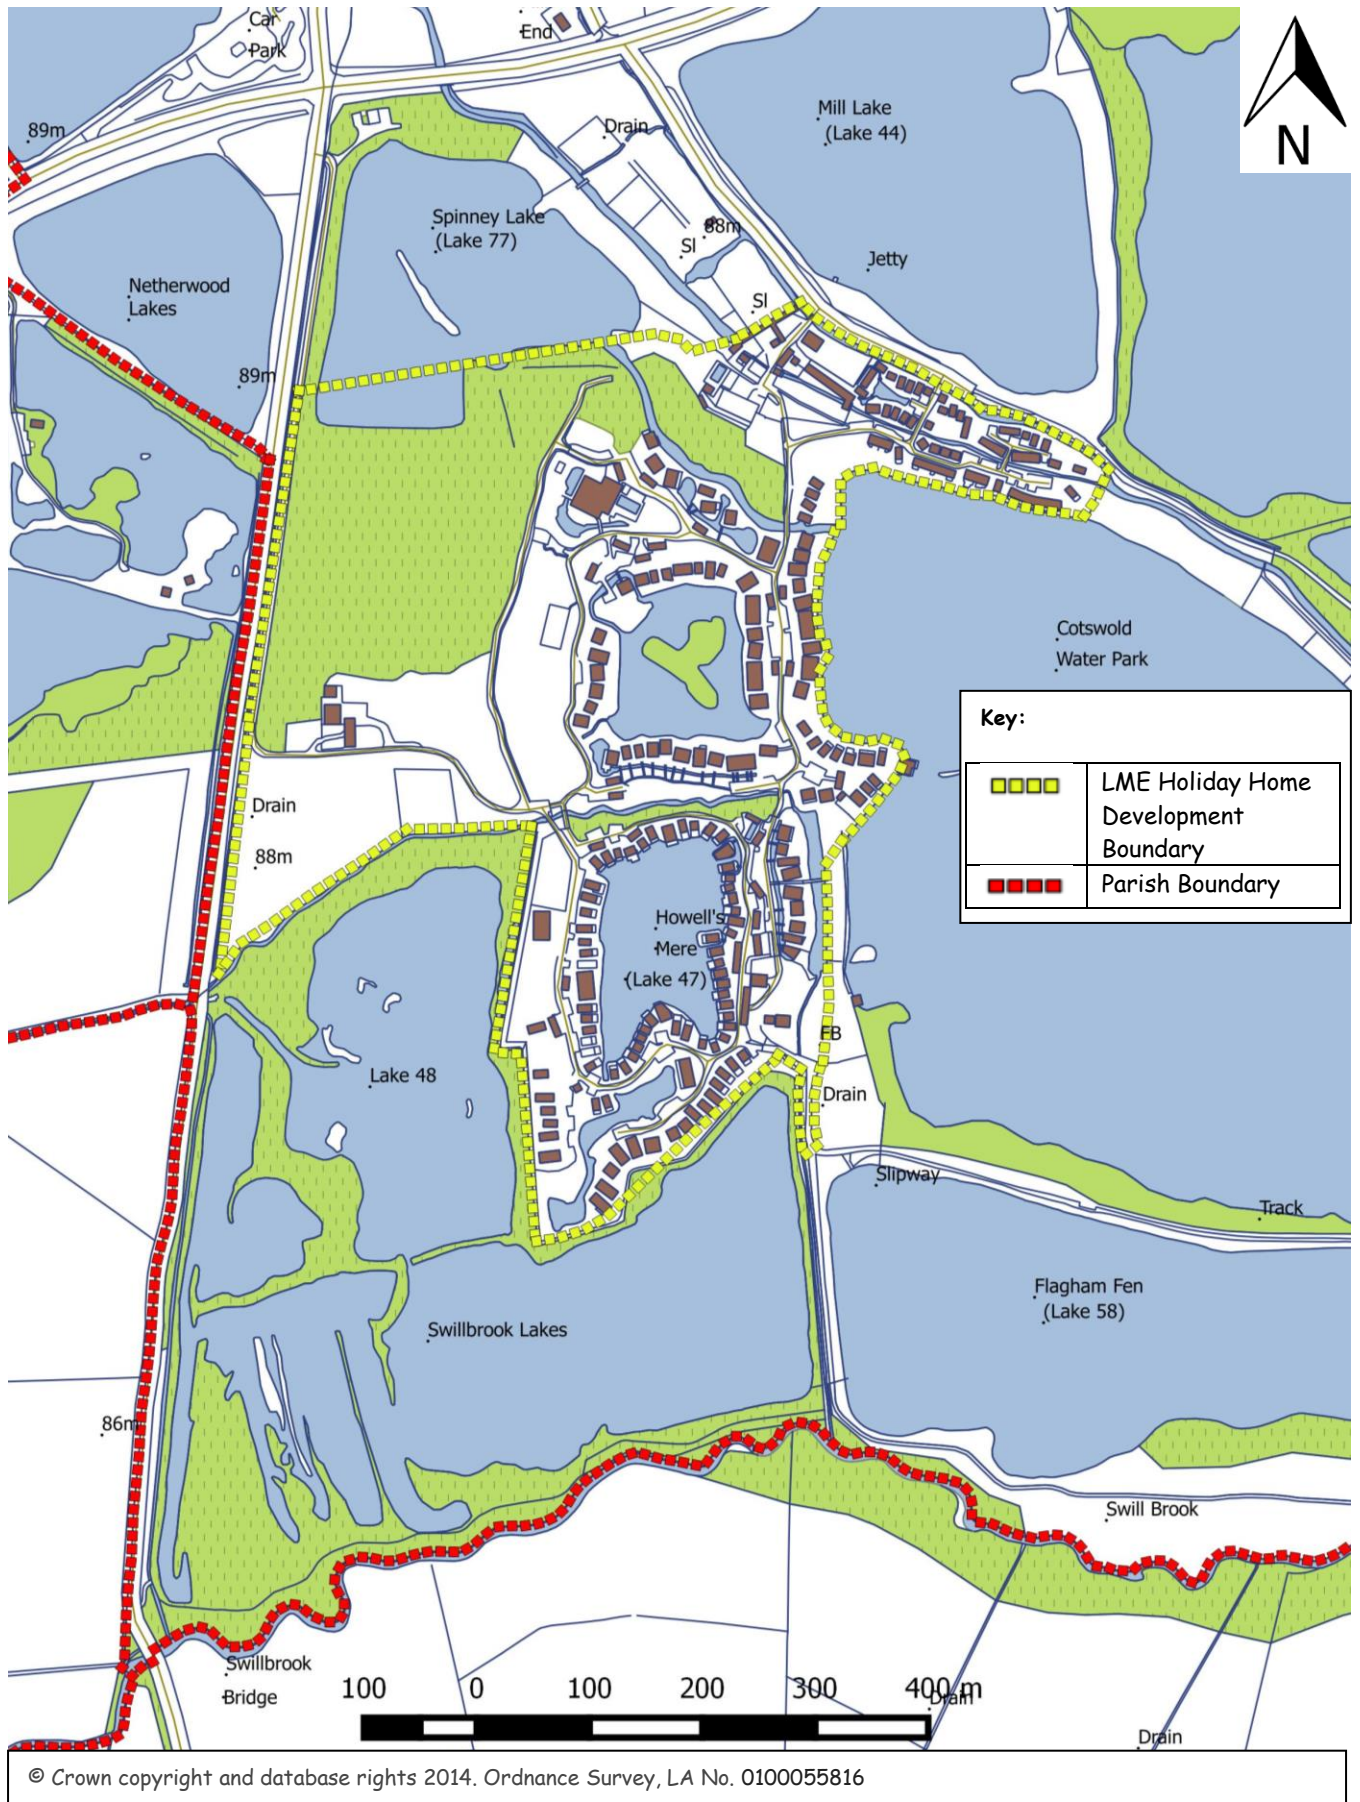 Car
Park
End
N
89m
Drain
Mill Lake
(Lake 44)
Spinney Lake
(Lake 77)
88m
Sl
Jetty
Netherwood
Lakes
Sl
89m
Cotswold
Water Park
Key:
LME Holiday Home
Development
Boundary
Parish Boundary
Drain
88m
Howell's
Mere
(Lake 47)
FB
Lake 48
Drain
Slipway
Track
Flagham Fen
(Lake 58)
Swillbrook Lakes
86m
Swill Brook
Swillbrook
Bridge
100 0 100 200 300 400 m
Drain
Drain
© Crown copyright and database rights 2014. Ordnance Survey, LA No. 0100055816